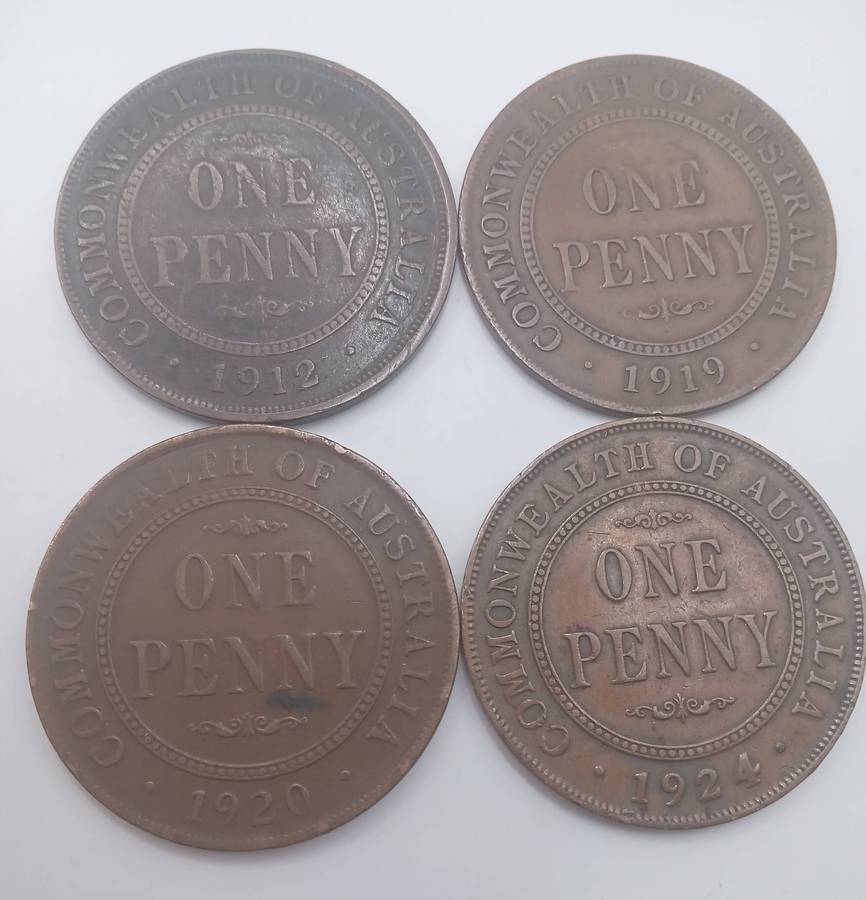 COMMONWEALTH OF AUSTRALIA
ONE
PENNY
1912
COMMONWEALTH OF AUSTRALIA
ONE
PENNY
1919
COMMONWEALTH OF AUSTRALIA
ONE
PENNY
1920
COMMONWEALTH OF AUSTRALIA
ONE
PENNY
1924